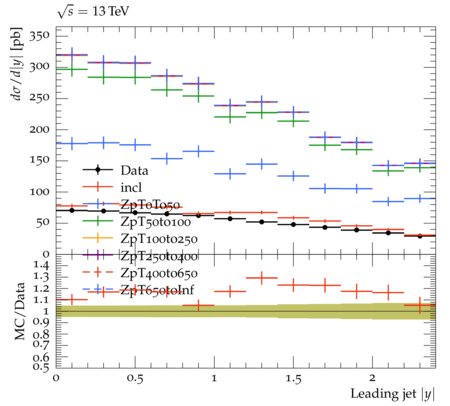 √s = 13 TeV
dσ/d|y| [pb]
350
300
250
200
150
100
50
0
Data
incl
ZpT0To50
ZpT50to100
ZpT100to250
ZpT250to400
ZpT400to650
ZpT650toInf
MC/Data
1.4
1.3
1.2
1.1
1
0.9
0.8
0.7
0.6
0.5
0 0.5 1 1.5 2
Leading jet |y|